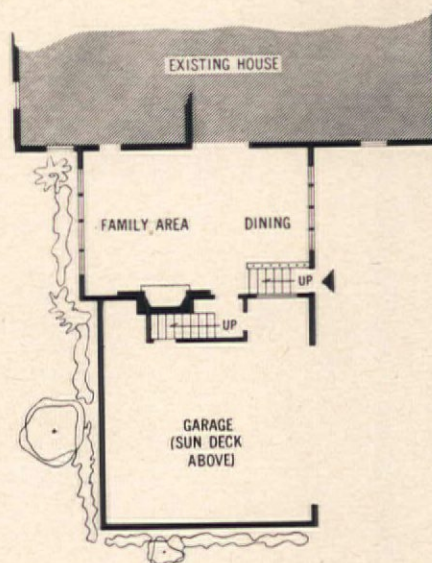 EXISTING HOUSE
FAMILY AREA
DINING
UP
UP
GARAGE
(SUN DECK
ABOVE)